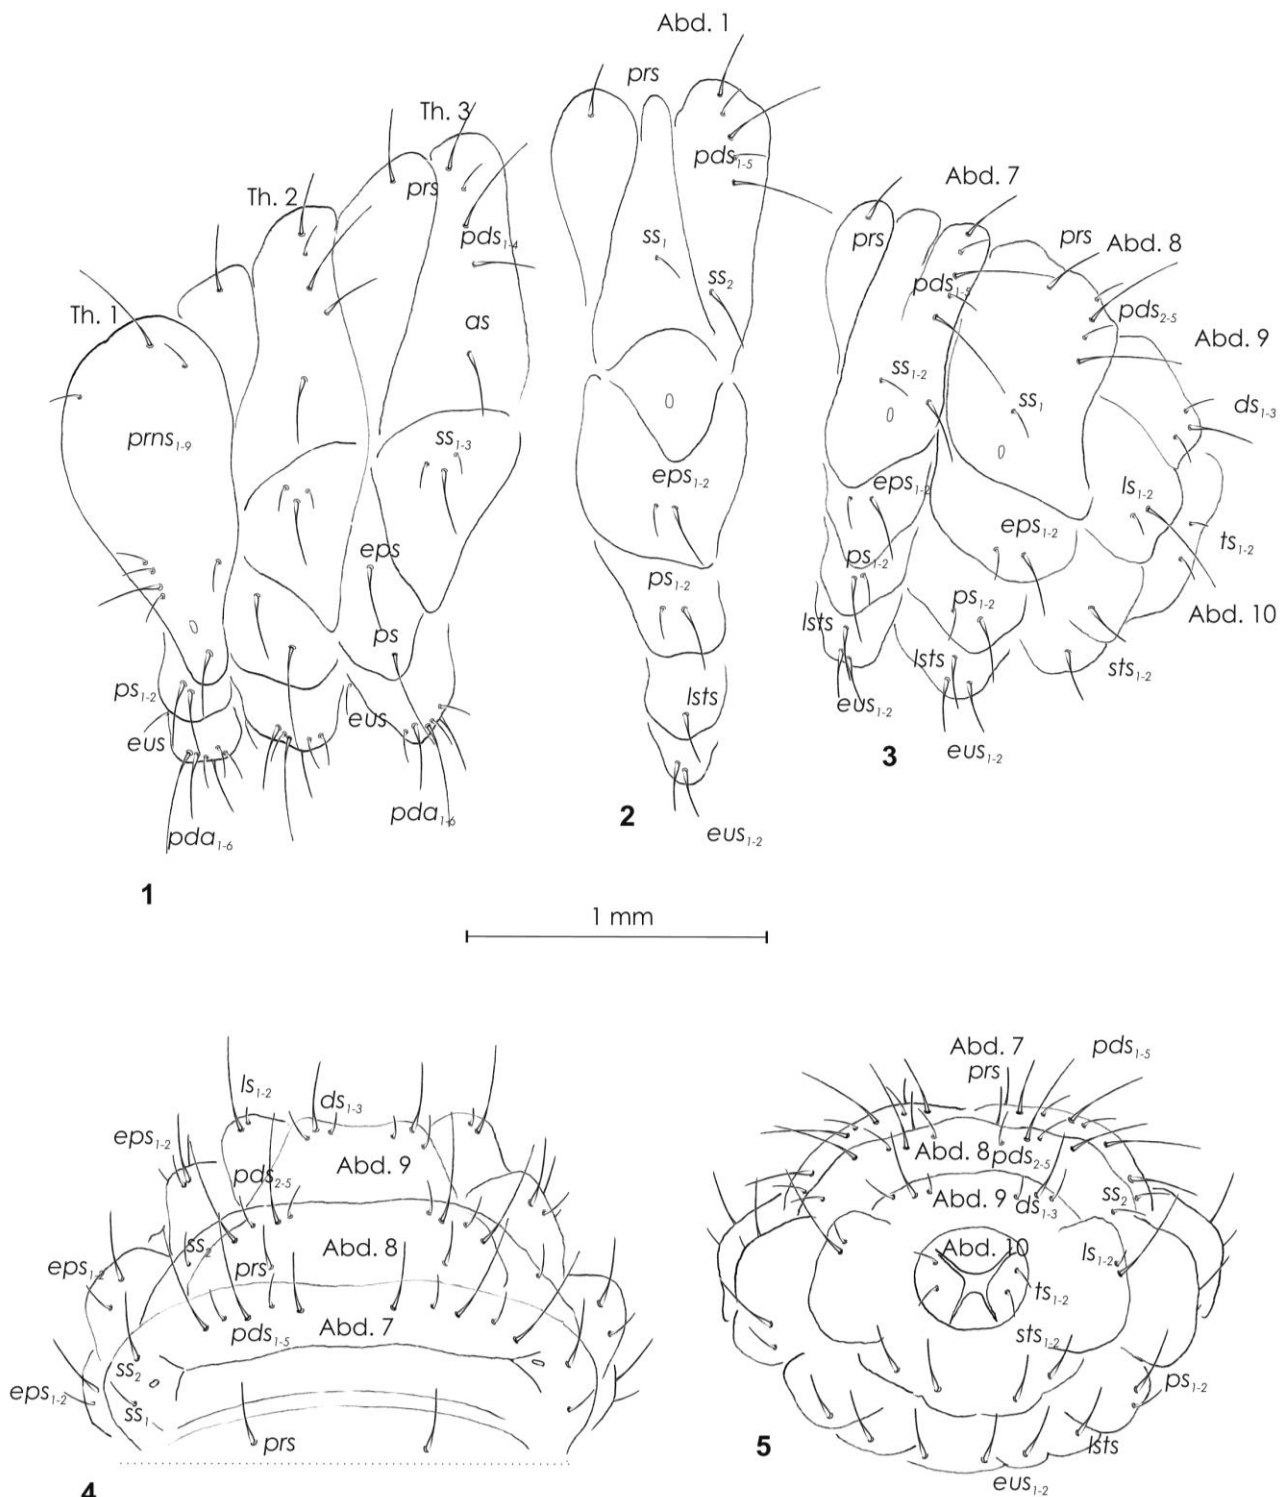 Abd. 1
prs
Th. 3
prs
Th. 2
pds1-5
Abd. 7
prs
Abd. 8
prs
pds1-4
ss1
ss2
pds1-5
pds2-5
Th. 1
as
Abd. 9
ss1-2
ss1
ds1-3
prns1-9
ss1-3
eps1-2
eps1-2
ls1-2
eps1-2
ts1-2
eps
ps1-2
ps1-2
ps1-2
Abd. 10
ps
lsts
lsts
sts1-2
ps1-2
eus
eus
lsts
eus1-2
eus1-2
3
pda1-6
pda1-6
2
eus1-2
1
1 mm
ls1-2
ds1-3
eps1-2
pds2-5
Abd. 9
ss2
prs
Abd. 8
eps1-2
pds1-5
Abd. 7
ss2
eps1-2
ss1
prs
4
Abd. 7
pds1-5
prs
Abd. 8
pds2-5
Abd. 9
ds1-3
ss2
Abd. 10
ls1-2
ts1-2
sts1-2
ps1-2
5
lsts
eus1-2